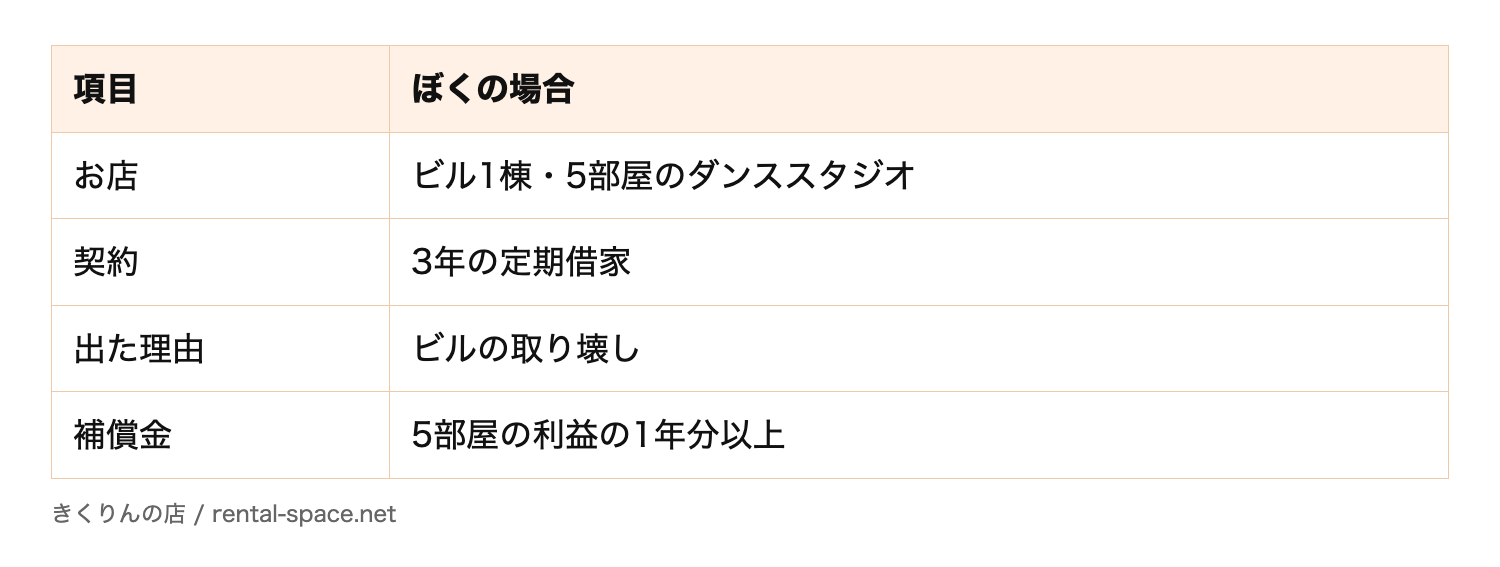 項目 ぼくの場合
お店 ビル1棟・5部屋のダンススタジオ
契約 3年の定期借家
出た理由 ビルの取り壊し
補償金 5部屋の利益の1年分以上
きくりんの店 / rental-space.net